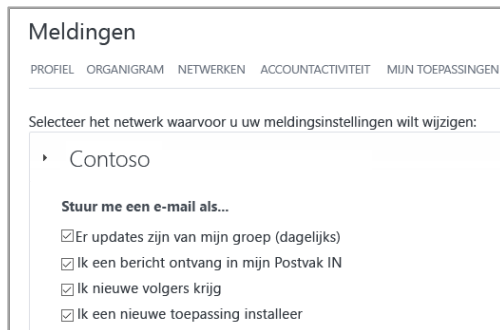 Meldingen
PROFIEL ORGANIGRAM NETWERKEN ACCOUNTACTIVITEIT MIJN TOEPASSINGEN
Selecteer het netwerk waarvoor u uw meldingsinstellingen wilt wijzigen:
Contoso
Stuur me een e-mail als...
Er updates zijn van mijn groep (dagelijks)
Ik een bericht ontvang in mijn Postvak IN
Ik nieuwe volgers krijg
Ik een nieuwe toepassing installeer